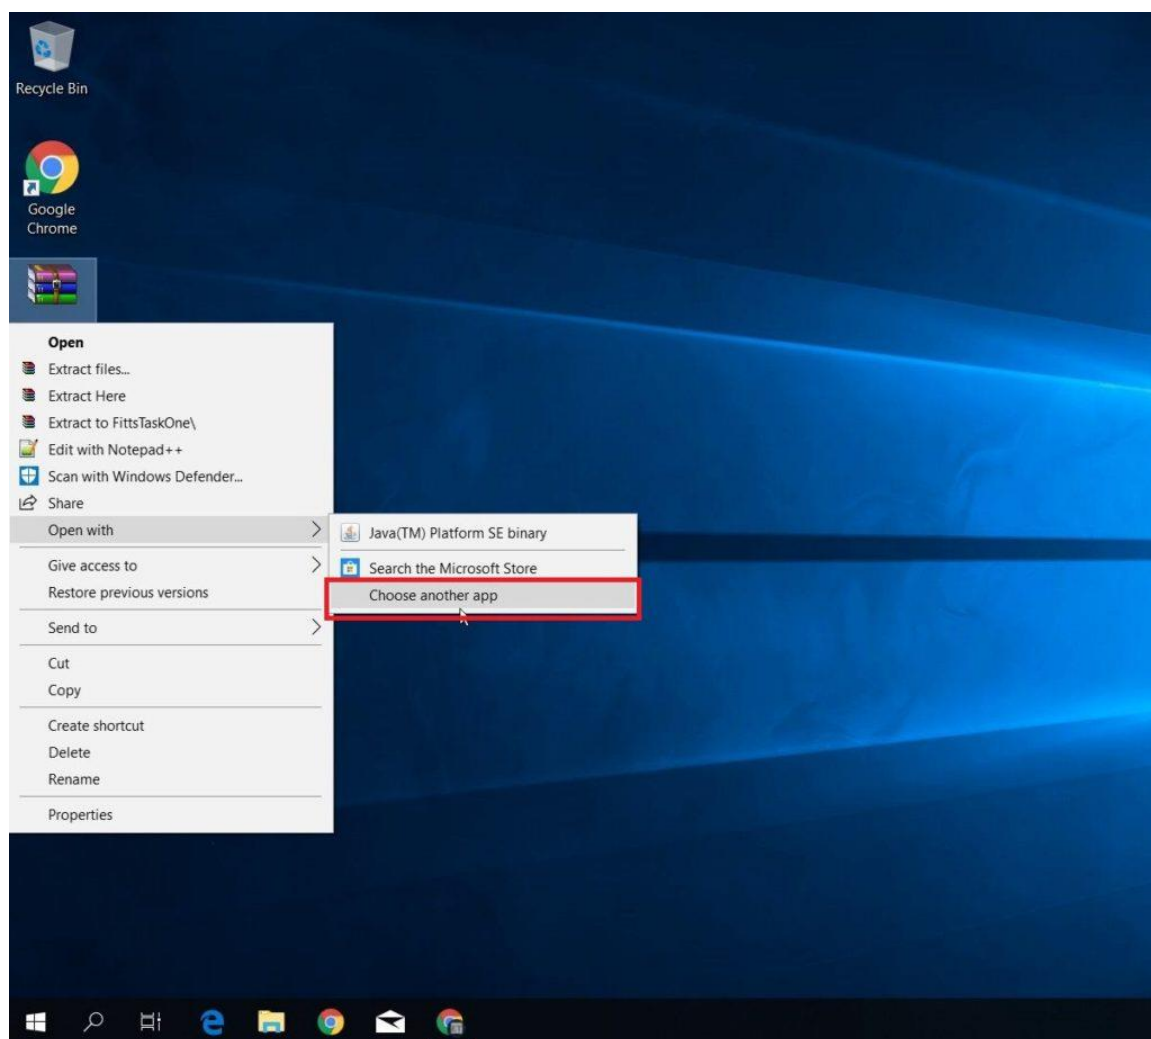 Recycle Bin
Google
Chrome
Open
Extract files...
Extract Here
Extract to FittsTaskOne\
Edit with Notepad++
Scan with Windows Defender...
Share
Open with
Java(TM) Platform SE binary
Give access to
Search the Microsoft Store
Restore previous versions
Choose another app
Send to
Cut
Copy
Create shortcut
Delete
Rename
Properties